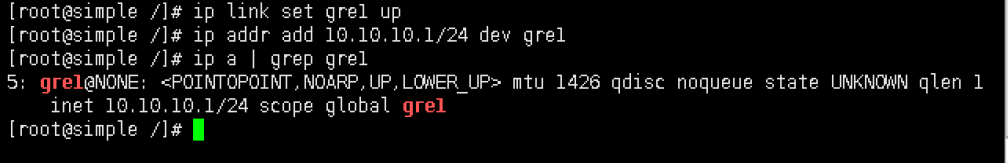 [root@simple /]# ip link set gre1 up
[root@simple /]# ip addr add 10.10.10.1/24 dev gre1
[root@simple /]# ip a | grep gre1
5: gre1@NONE: <POINTOPOINT,NOARP,UP,LOWER_UP> mtu 1426 qdisc noqueue state UNKNOWN qlen 1
    inet 10.10.10.1/24 scope global gre1
[root@simple /]#